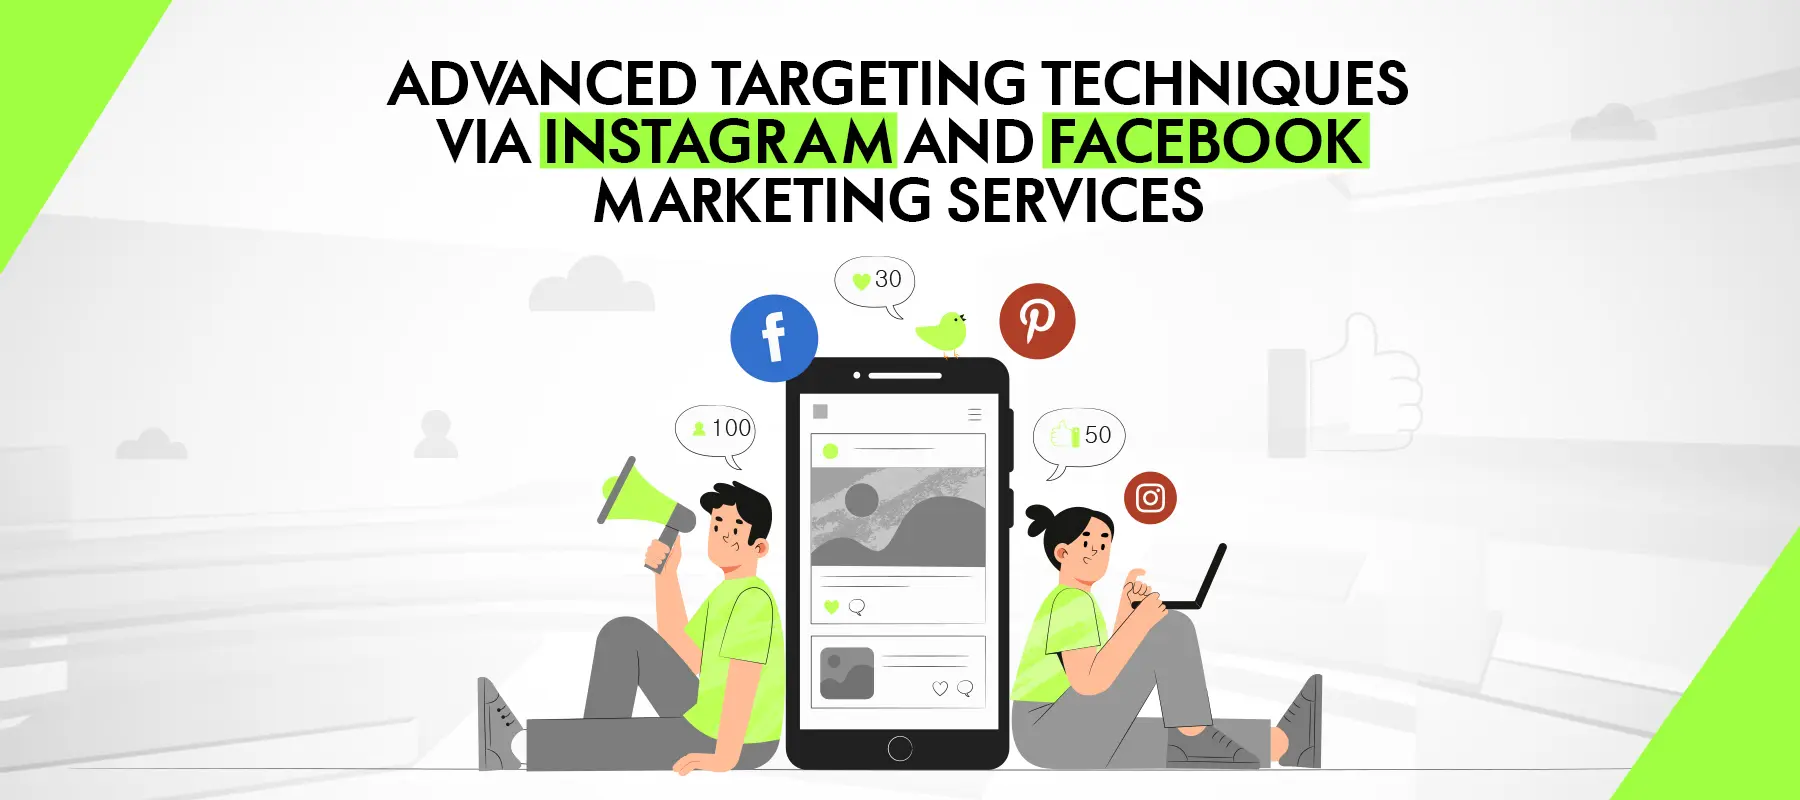 ADVANCED TARGETING TECHNIQUES
VIA INSTAGRAM AND FACEBOOK
MARKETING SERVICES
30
100
50